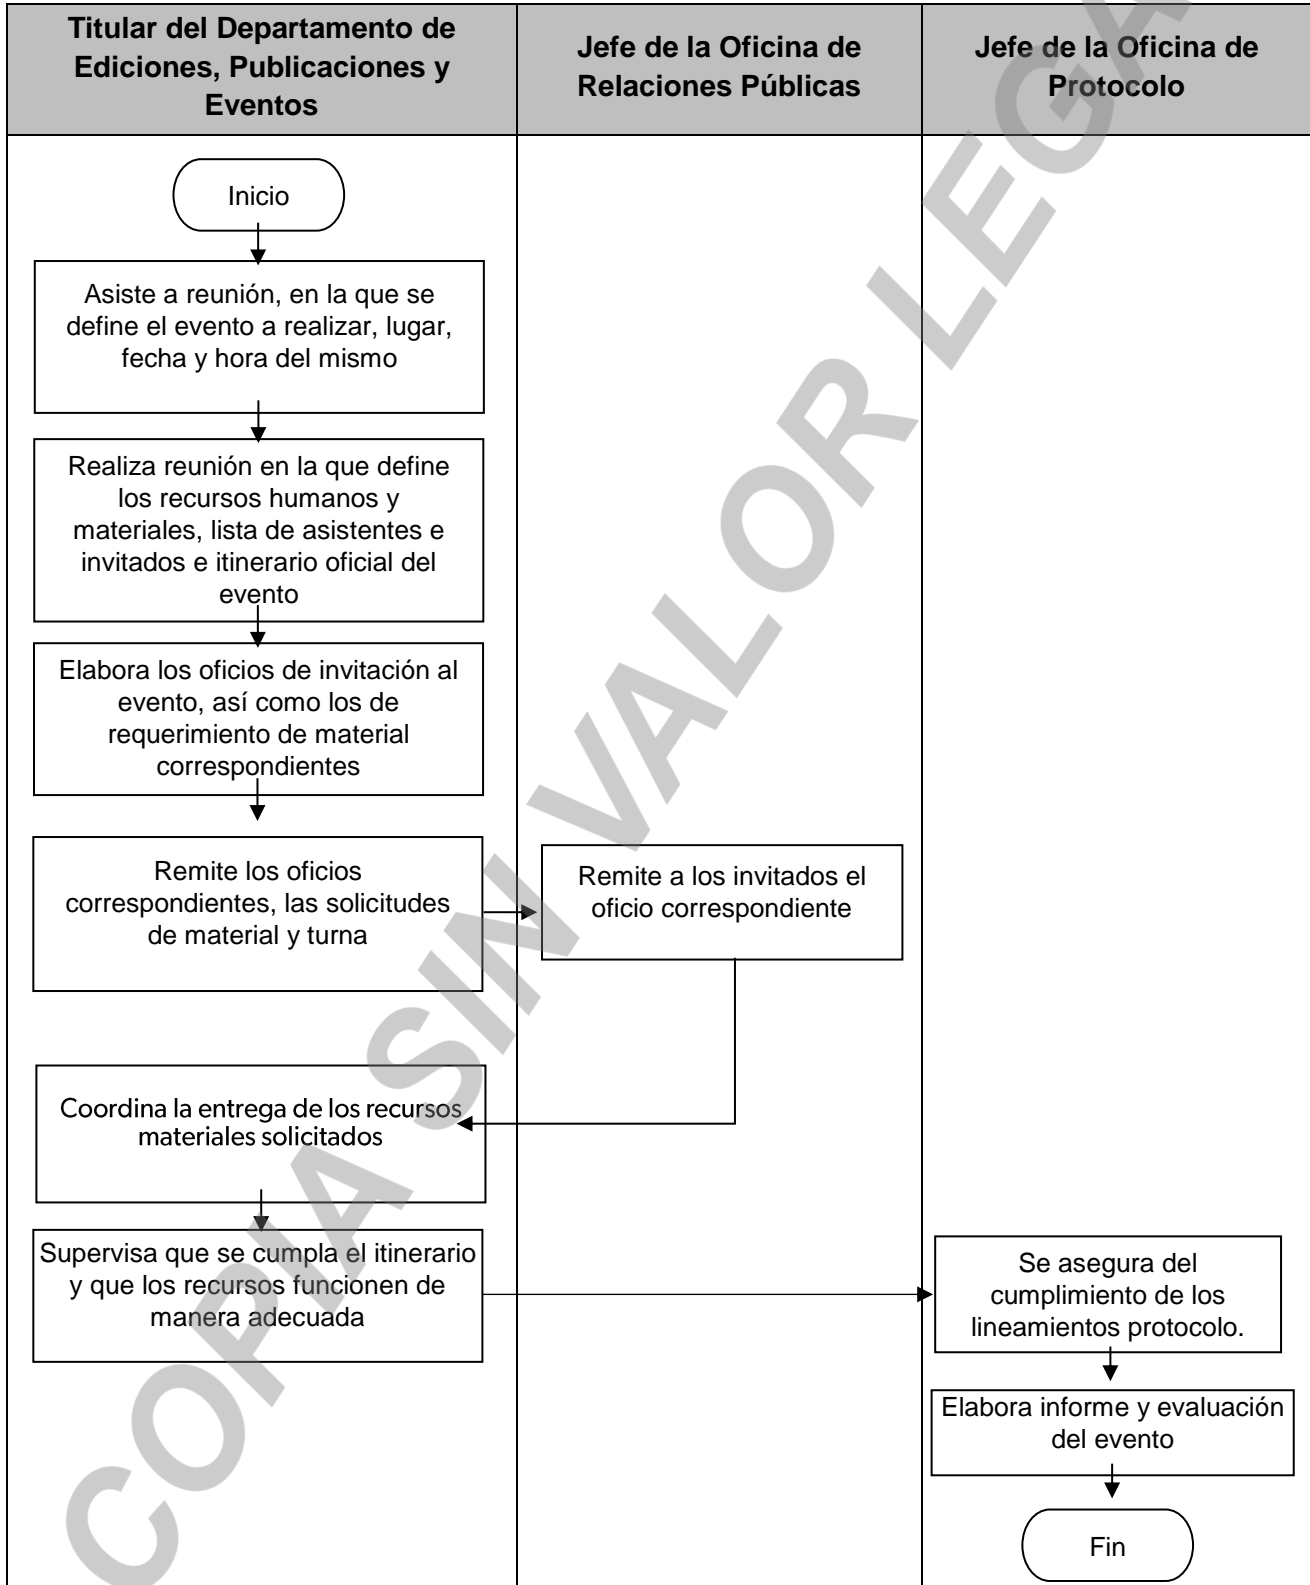 Titular del Departamento de
Ediciones, Publicaciones y
Eventos
Jefe de la Oficina de
Relaciones Públicas
Jefe de la Oficina de
Protocolo
Inicio
Asiste a reunión, en la que se
define el evento a realizar, lugar,
fecha y hora del mismo
Realiza reunión en la que define
los recursos humanos y
materiales, lista de asistentes e
invitados e itinerario oficial del
evento
Elabora los oficios de invitación al
evento, así como los de
requerimiento de material
correspondientes
Remite los oficios
correspondientes, las solicitudes
de material y turna
Remite a los invitados el
oficio correspondiente
Coordina la entrega de los recursos
materiales solicitados
Supervisa que se cumpla el itinerario
y que los recursos funcionen de
manera adecuada
Se asegura del
cumplimiento de los
lineamientos protocolo.
Elabora informe y evaluación
del evento
Fin
COPIA SIN VALOR LEGA